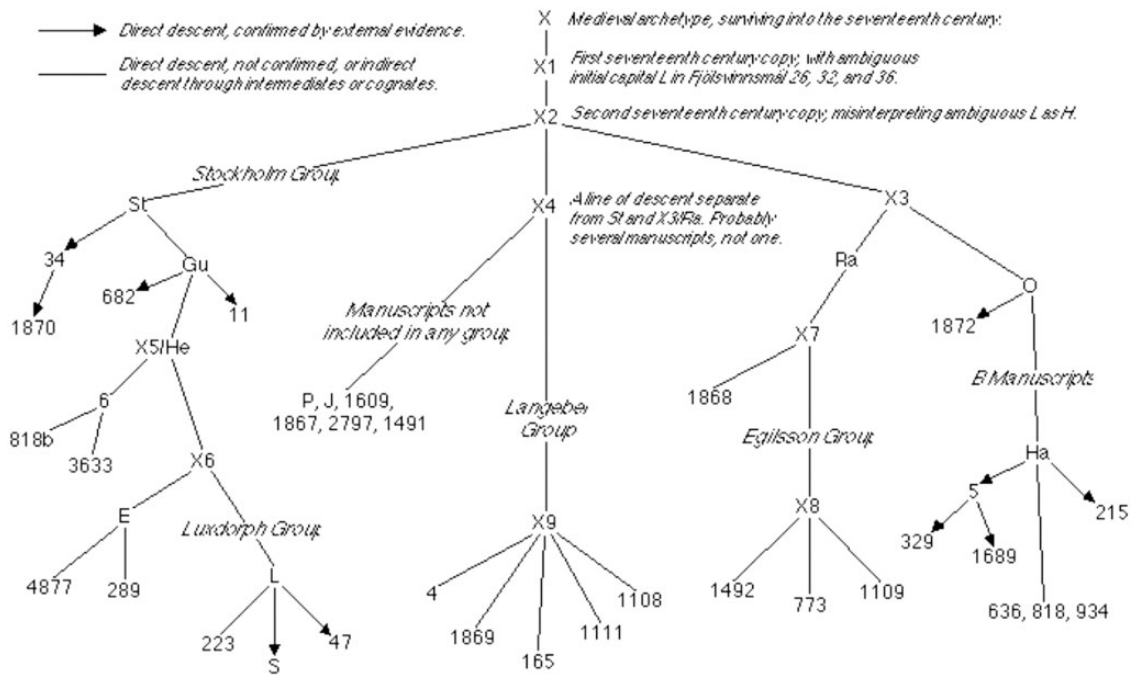 X Medieval archetype, surviving into the seventeenth century.
Direct descent, confirmed by external evidence.
X1 First seventeenth century copy, with ambiguous
initial capital L in Fjölsvinnsmál 26, 32, and 36.
Direct descent, not confirmed, or indirect
descent through intermediates or cognates.
X2 Second seventeenth century copy, misinterpreting ambiguous L as H.
Stockholm Group
St
X4 A line of descent separate
from St and X3/Ra. Probably
several manuscripts, not one.
X3
34
Gu
Ra
O
682
11
1870
1872
Manuscripts not
included in any group
X5/He
X7
B Manuscripts
6
1868
P, J, 1609,
1867, 2797, 1491
Langebek
Group
Egilsson Group
818b
3633
X6
Ha
5
215
E
Luxdorph Group
X9
X8
329
1689
4877
289
L
4
1108
1492
1109
773
636, 818, 934
223
47
1869
1111
165
S